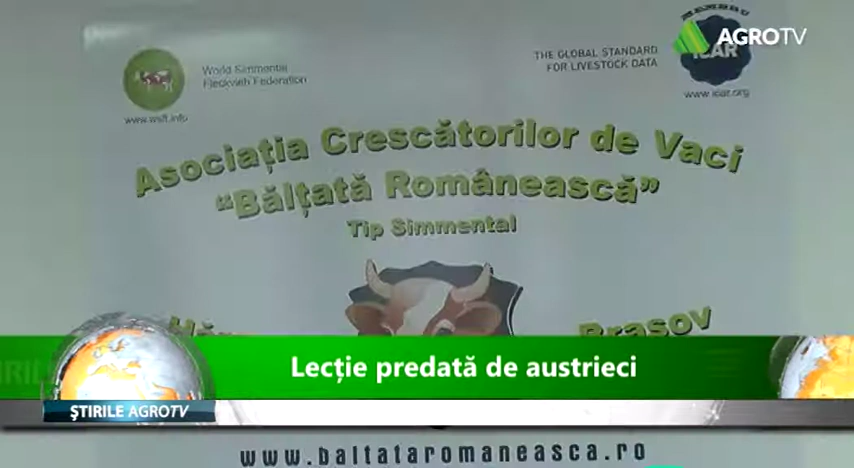 MEMBRU
AGROTV
ICAR
www.icar.org
THE GLOBAL STANDARD
FOR LIVESTOCK DATA
World Simmental
Fleckvieh Federation
www.wsff.info
Asociația Crescătorilor de Vaci
“Bălțată Românească”
Tip Simmental
Brașov
Lecție predată de austrieci
ȘTIRILE AGROTV
www.baltataromaneasca.ro